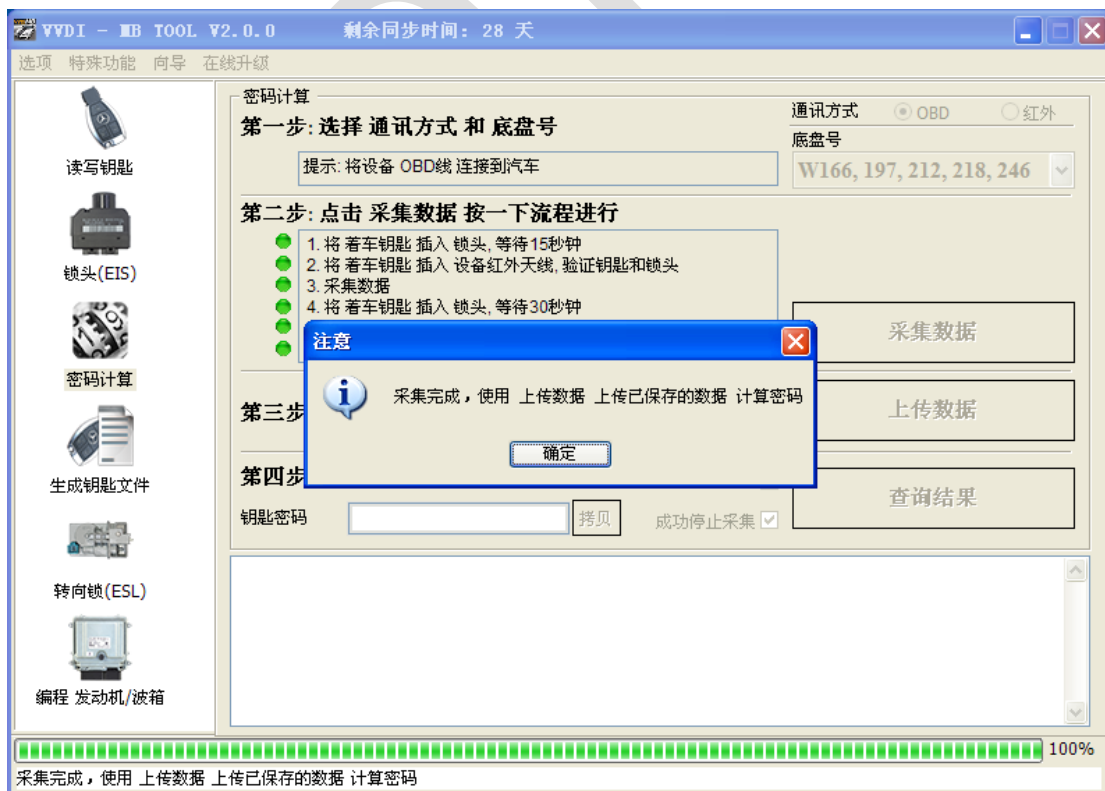 VVDI - MB TOOL V2.0.0 剩余同步时间: 28 天
选项 特殊功能 向导 在线升级
读写钥匙
锁头(EIS)
密码计算
生成钥匙文件
转向锁(ESL)
编程 发动机/波箱
密码计算
第一步: 选择 通讯方式 和 底盘号
提示: 将设备 OBD线 连接到汽车
通讯方式 OBD 红外
底盘号
W166, 197, 212, 218, 246
第二步: 点击 采集数据 按一下流程进行
1. 将 着车钥匙 插入 锁头, 等待15秒钟
2. 将 着车钥匙 插入 设备红外天线, 验证钥匙和锁头
3. 采集数据
4. 将 着车钥匙 插入 锁头, 等待30秒钟
采集数据
注意
采集完成，使用 上传数据 上传已保存的数据 计算密码
确定
第三步
上传数据
第四步
查询结果
钥匙密码 拷贝 成功停止采集
100%
采集完成，使用 上传数据 上传已保存的数据 计算密码